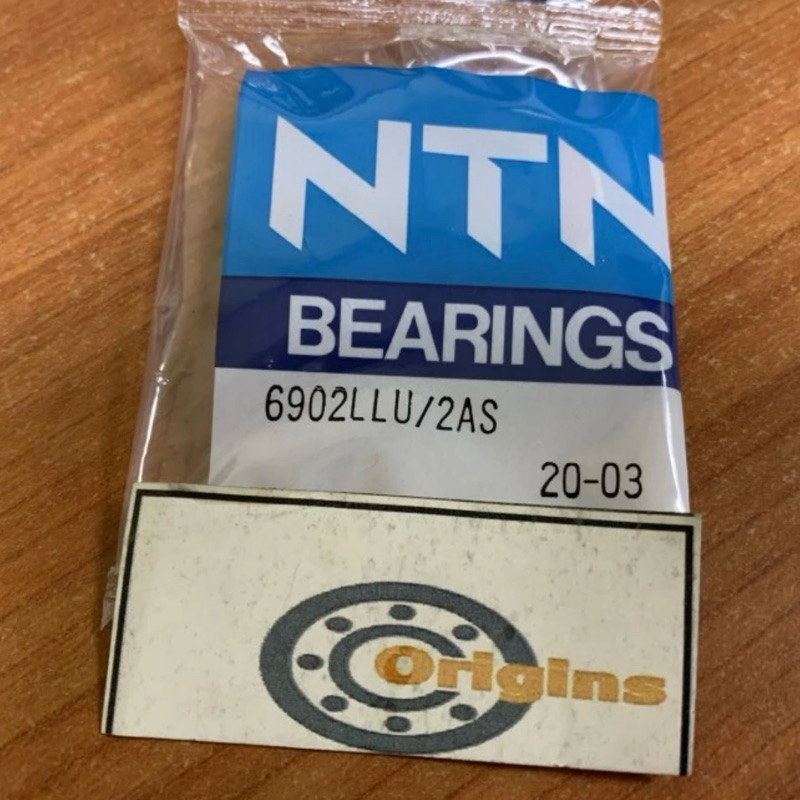 NTN
BEARINGS
6902LLU/2AS
20-03
Origins